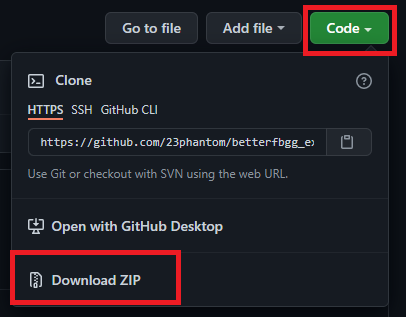 Go to file Add file Code
Clone
HTTPS SSH GitHub CLI
https://github.com/23phantom/betterfbgg_ex
Use Git or checkout with SVN using the web URL.
Open with GitHub Desktop
Download ZIP